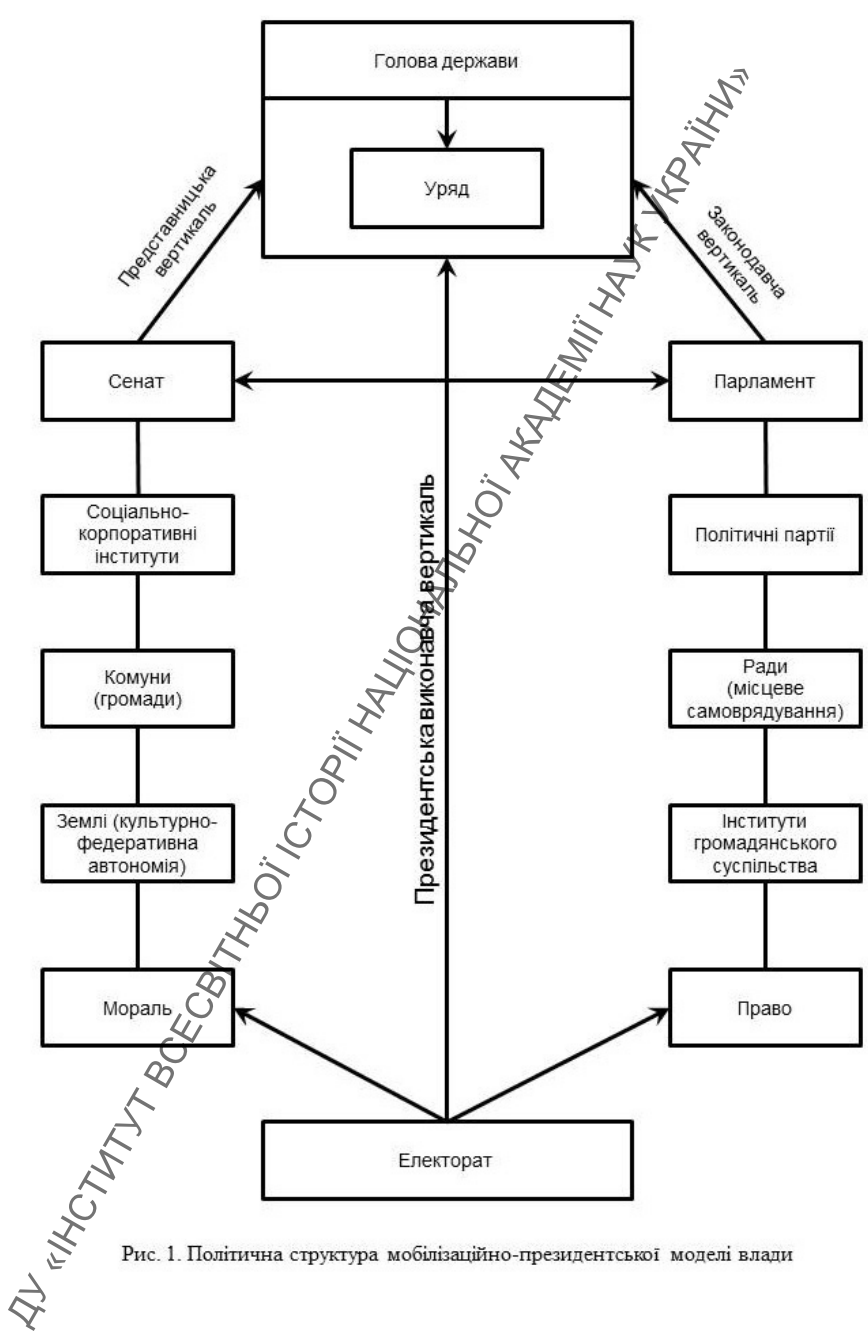 Голова держави
Уряд
Представницька
вертикаль
Законодавча
вертикаль
Сенат
Парламент
Соціально-
корпоративні
інститути
Політичні партії
Комуни
(громади)
Ради
(місцеве
самоврядування)
Президентська виконавча вертикаль
Землі (культурно-
федеративна
автономія)
Інститути
громадянського
суспільства
Мораль
Право
Електорат
Рис. 1. Політична структура мобілізаційно-президентської моделі влади
ДУ «ІНСТИТУТ ВСЕСВІТНЬОЇ ІСТОРІЇ НАЦІОНАЛЬНОЇ АКАДЕМІЇ НАУК УКРАЇНИ»